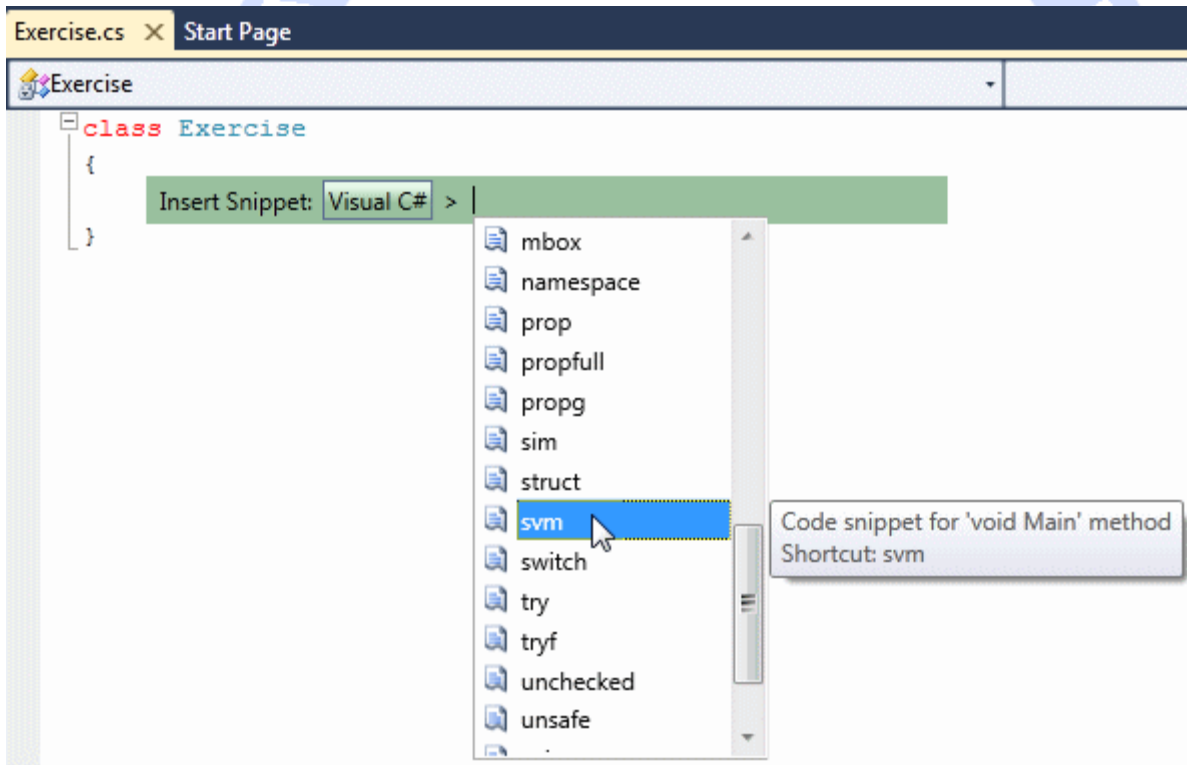 Exercise.cs Start Page
Exercise
class Exercise
{
Insert Snippet: Visual C# >
}
mbox
namespace
prop
propfull
propg
sim
struct
svm
switch
try
tryf
unchecked
unsafe
Code snippet for 'void Main' method
Shortcut: svm